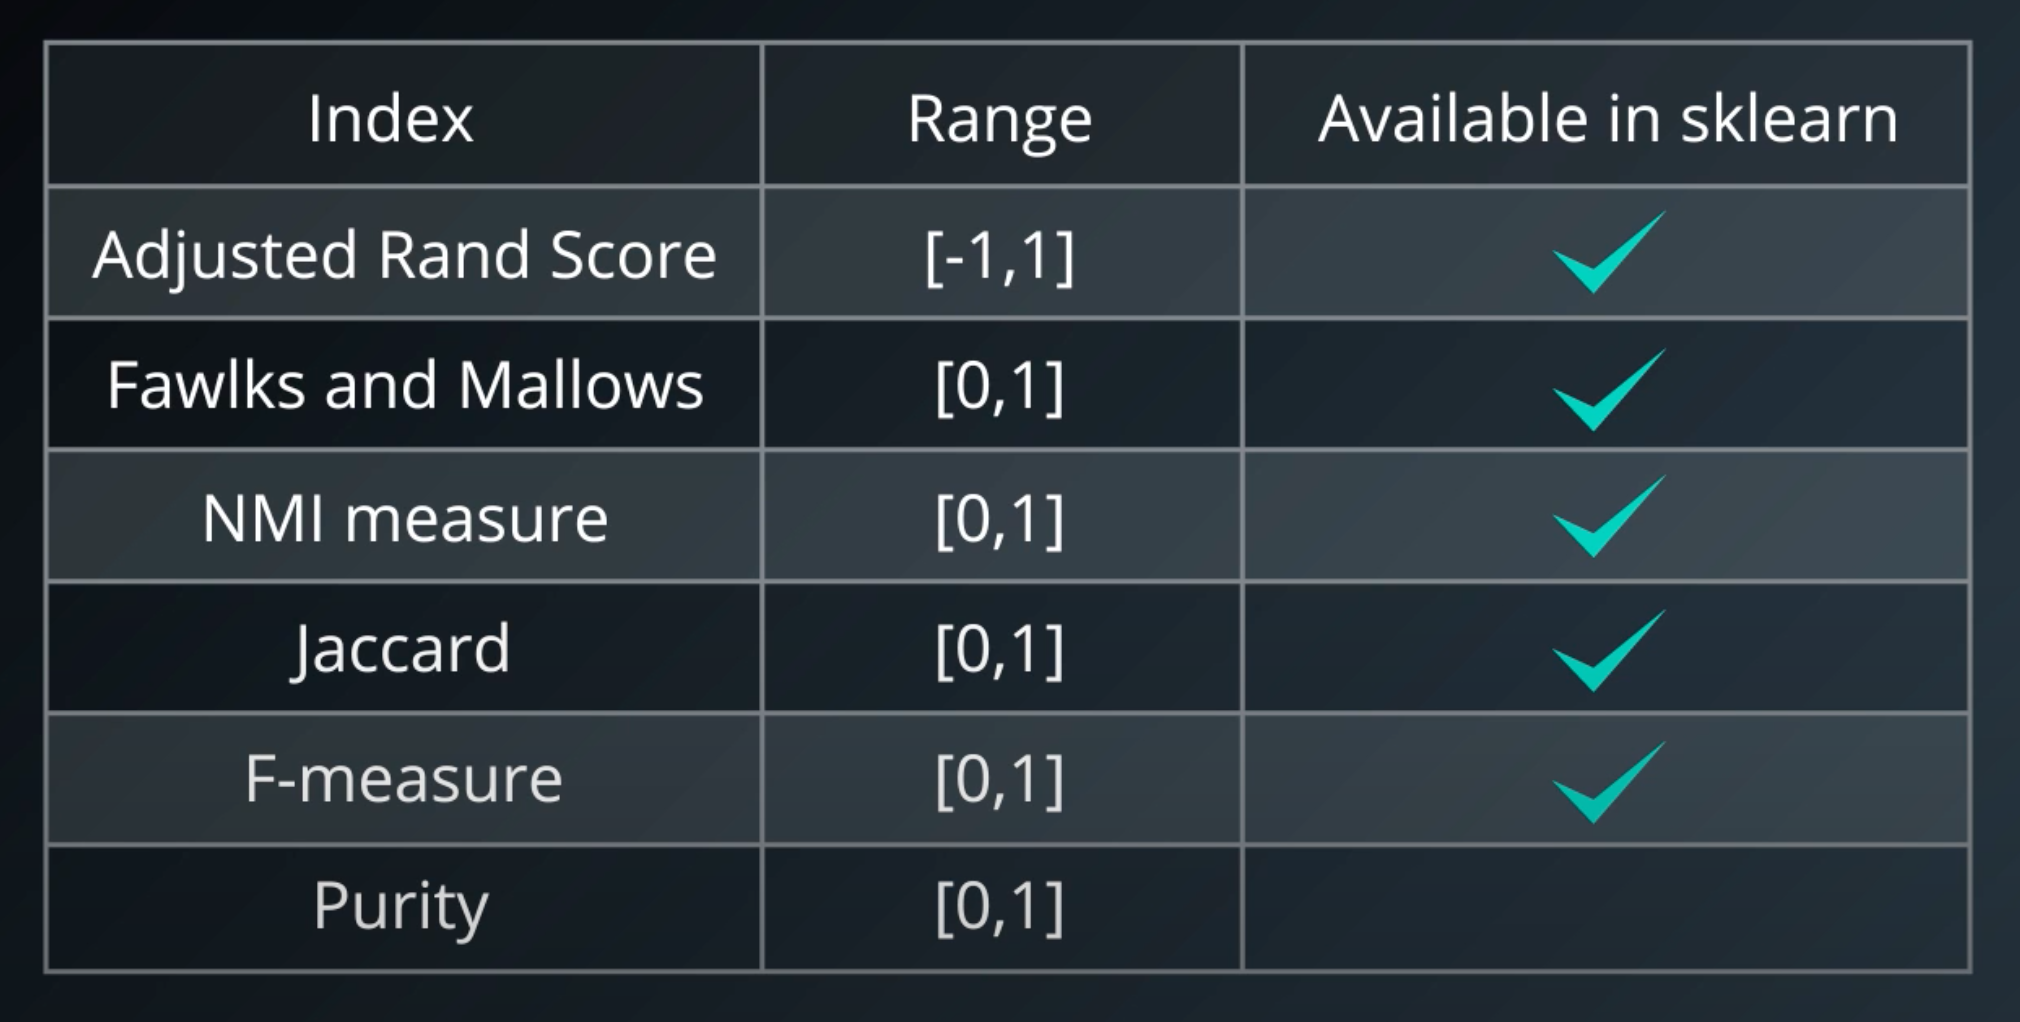 Index Range Available in sklearn
Adjusted Rand Score [-1,1] ✓
Fawlks and Mallows [0,1] ✓
NMI measure [0,1] ✓
Jaccard [0,1] ✓
F-measure [0,1] ✓
Purity [0,1]